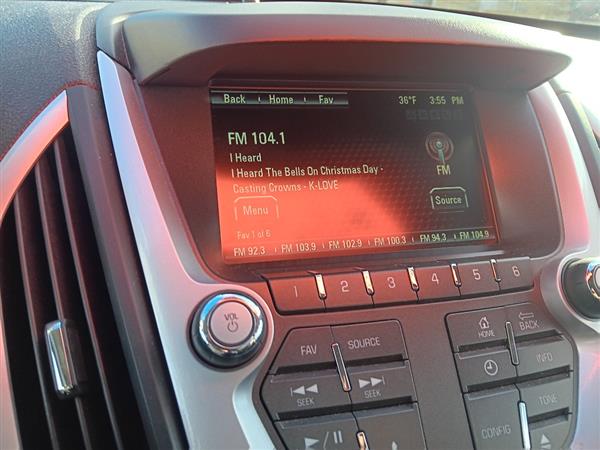 Back Home Fav 36°F 3:55 PM
FM 104.1
I Heard
I Heard The Bells On Christmas Day -
Casting Crowns - K-LOVE
FM
Menu
Source
Fav 1 of 6
FM 92.3 FM 103.9 FM 102.9 FM 100.3 FM 94.3 FM 104.9
1 2 3 4 5 6
VOL
FAV SOURCE
HOME BACK
SEEK SEEK
INFO
CONFIG TONE